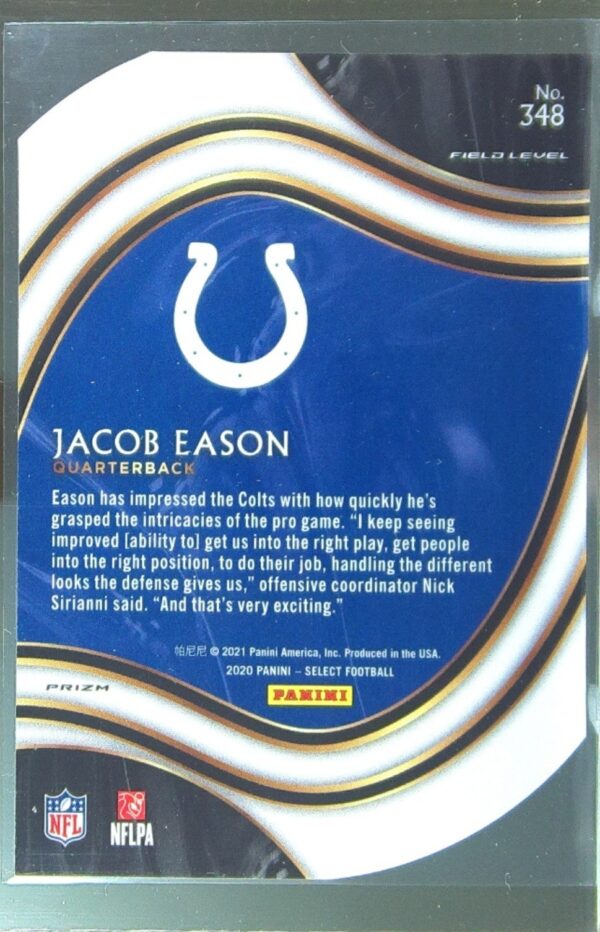 No.
348
FIELD LEVEL
JACOB EASON
QUARTERBACK
Eason has impressed the Colts with how quickly he's
grasped the intricacies of the pro game. “I keep seeing
improved [ability to] get us into the right play, get people
into the right position, to do their job, handling the different
looks the defense gives us,” offensive coordinator Nick
Sirianni said. “And that's very exciting.”
帕尼尼 © 2021 Panini America, Inc. Produced in the USA.
2020 PANINI – SELECT FOOTBALL
PRIZM
PANINI
NFL
NFLPA